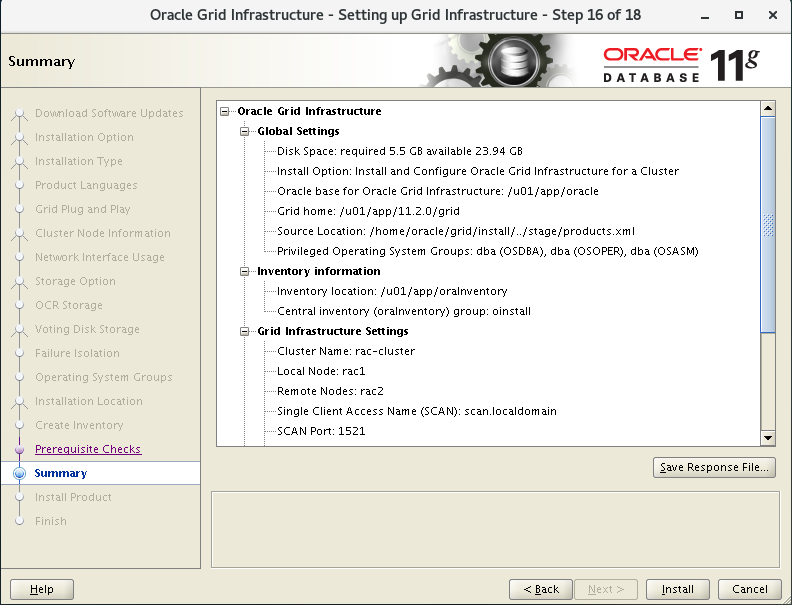 Oracle Grid Infrastructure - Setting up Grid Infrastructure - Step 16 of 18
Summary
ORACLE
DATABASE
11g
Download Software Updates
Installation Option
Installation Type
Product Languages
Grid Plug and Play
Cluster Node Information
Network Interface Usage
Storage Option
OCR Storage
Voting Disk Storage
Failure Isolation
Operating System Groups
Installation Location
Create Inventory
Prerequisite Checks
Summary
Install Product
Finish
Oracle Grid Infrastructure
Global Settings
Disk Space: required 5.5 GB available 23.94 GB
Install Option: Install and Configure Oracle Grid Infrastructure for a Cluster
Oracle base for Oracle Grid Infrastructure: /u01/app/oracle
Grid home: /u01/app/11.2.0/grid
Source Location: /home/oracle/grid/install/../stage/products.xml
Privileged Operating System Groups: dba (OSDBA), dba (OSOPER), dba (OSASM)
Inventory information
Inventory location: /u01/app/oraInventory
Central inventory (oraInventory) group: oinstall
Grid Infrastructure Settings
Cluster Name: rac-cluster
Local Node: rac1
Remote Nodes: rac2
Single Client Access Name (SCAN): scan.localdomain
SCAN Port: 1521
Save Response File...
Help
< Back
Next >
Install
Cancel